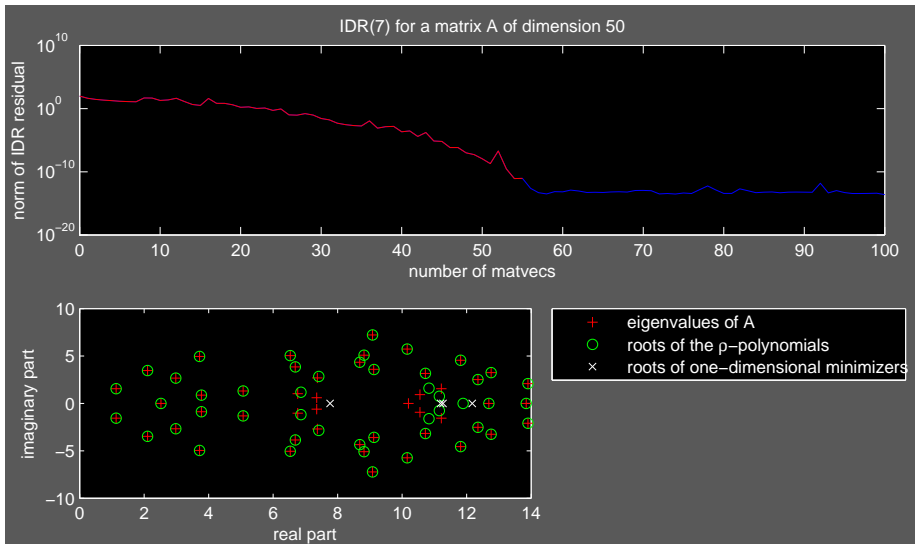 IDR(7) for a matrix A of dimension 50
norm of IDR residual
10^10
10^0
10^−10
10^−20
0 10 20 30 40 50 60 70 80 90 100
number of matvecs
imaginary part
10
5
0
−5
−10
0 2 4 6 8 10 12 14
real part
eigenvalues of A
roots of the ρ−polynomials
roots of one−dimensional minimizers